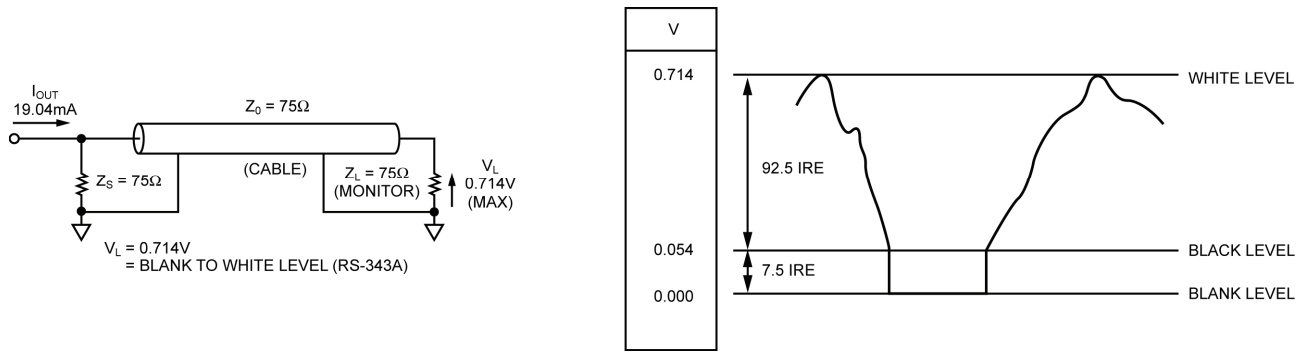 I_OUT
19.04mA
Z₀ = 75Ω
Z_S = 75Ω
(CABLE)
Z_L = 75Ω
(MONITOR)
V_L
0.714V
(MAX)
V_L = 0.714V
= BLANK TO WHITE LEVEL (RS-343A)
V
0.714
WHITE LEVEL
92.5 IRE
0.054
BLACK LEVEL
7.5 IRE
0.000
BLANK LEVEL